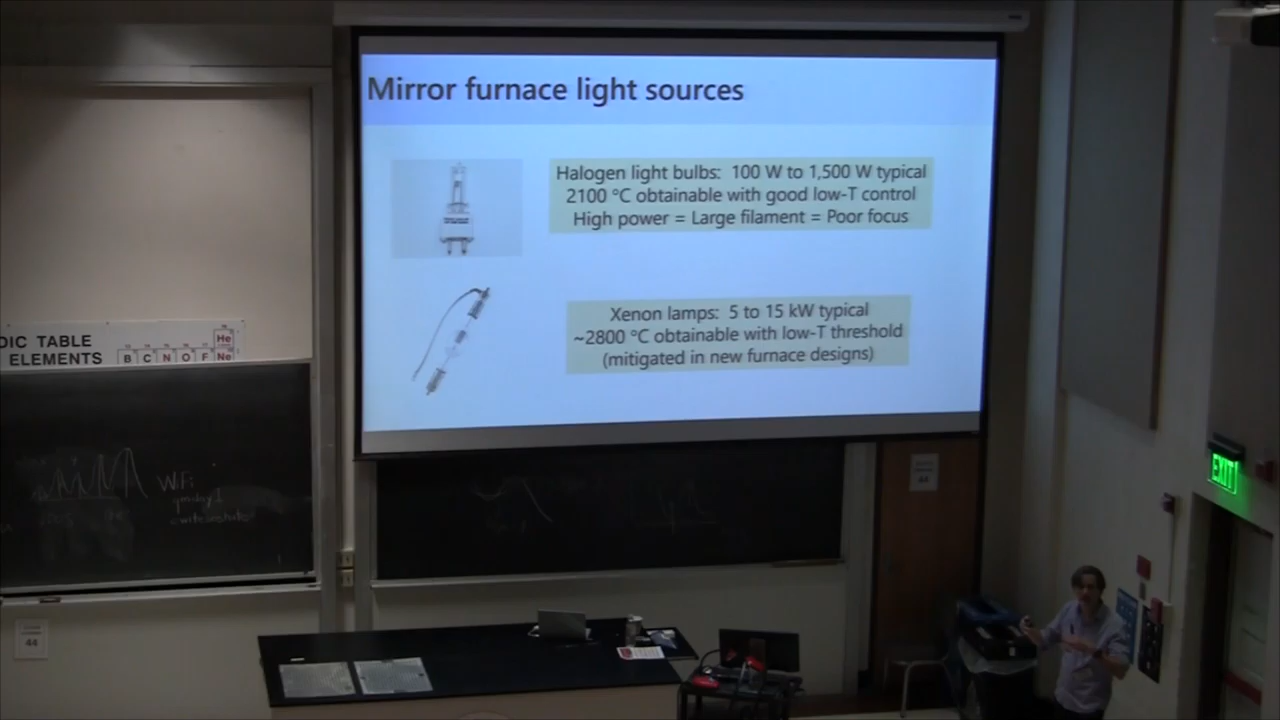 Mirror furnace light sources
Halogen light bulbs: 100 W to 1,500 W typical
2100 °C obtainable with good low-T control
High power = Large filament = Poor focus
Xenon lamps: 5 to 15 kW typical
~2800 °C obtainable with low-T threshold
(mitigated in new furnace designs)
DIC TABLE
ELEMENTS
He
B C N O F Ne
WiFi
44
EXIT